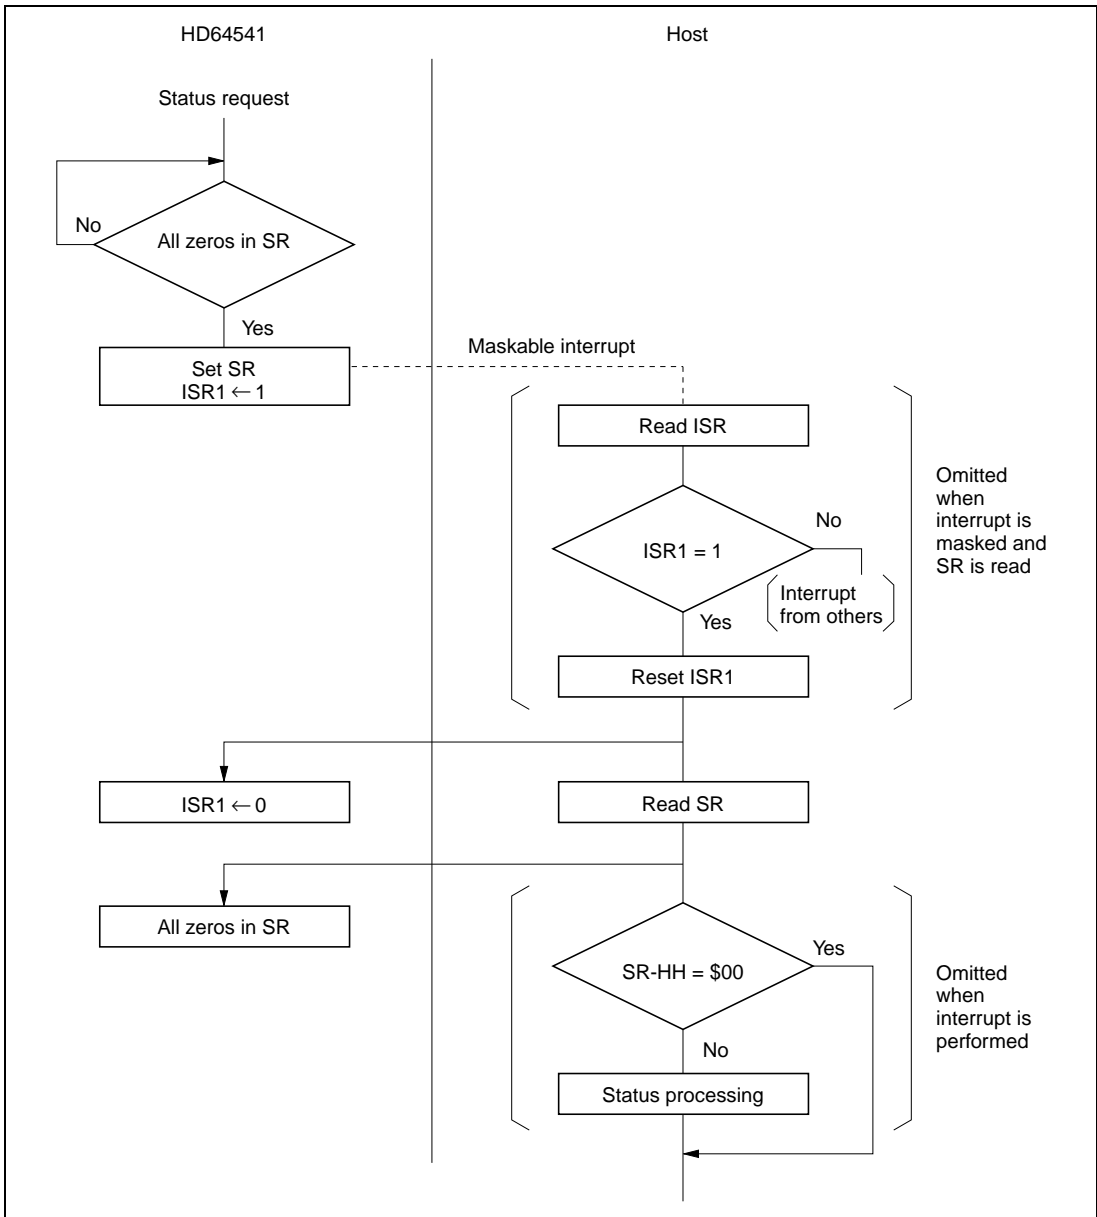 HD64541
Host
Status request
No
All zeros in SR
Yes
Set SR
ISR1 ← 1
Maskable interrupt
Read ISR
ISR1 = 1
No
Interrupt
from others
Yes
Reset ISR1
Omitted
when
interrupt is
masked and
SR is read
ISR1 ← 0
Read SR
All zeros in SR
SR-HH = $00
Yes
No
Status processing
Omitted
when
interrupt is
performed